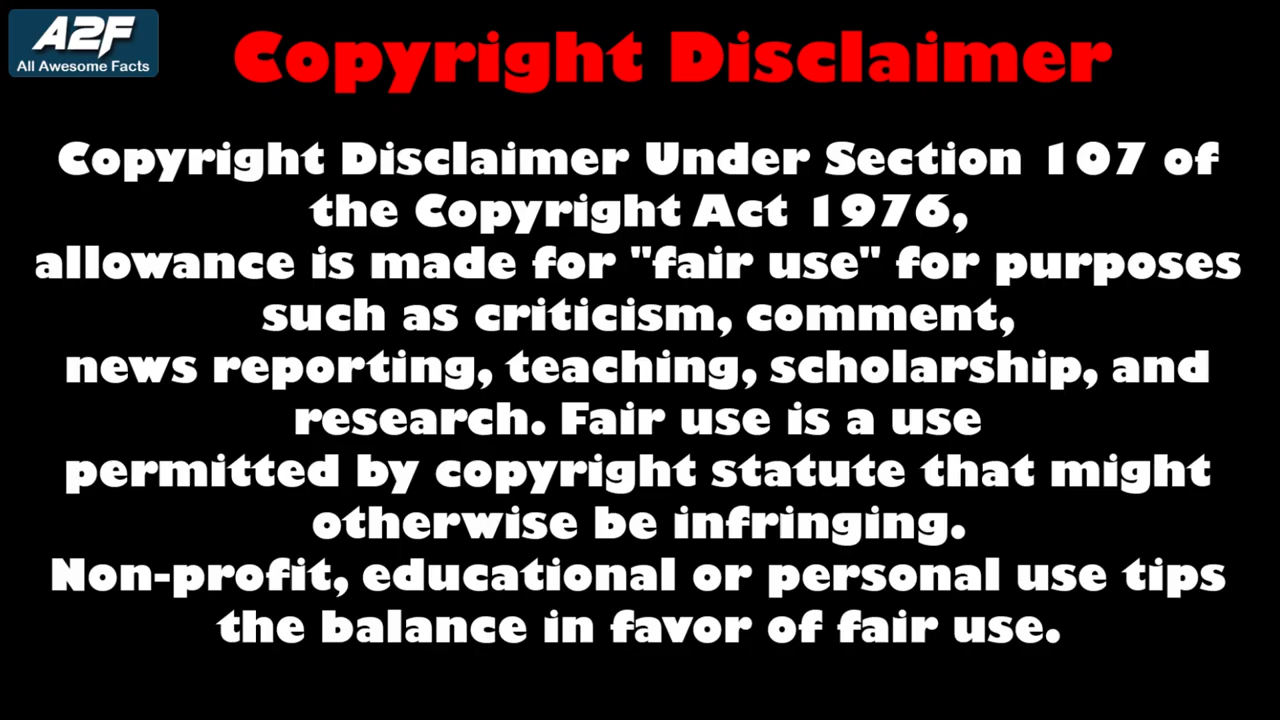 A2F
All Awesome Facts
Copyright Disclaimer
Copyright Disclaimer Under Section 107 of
the Copyright Act 1976,
allowance is made for "fair use" for purposes
such as criticism, comment,
news reporting, teaching, scholarship, and
research. Fair use is a use
permitted by copyright statute that might
otherwise be infringing.
Non-profit, educational or personal use tips
the balance in favor of fair use.